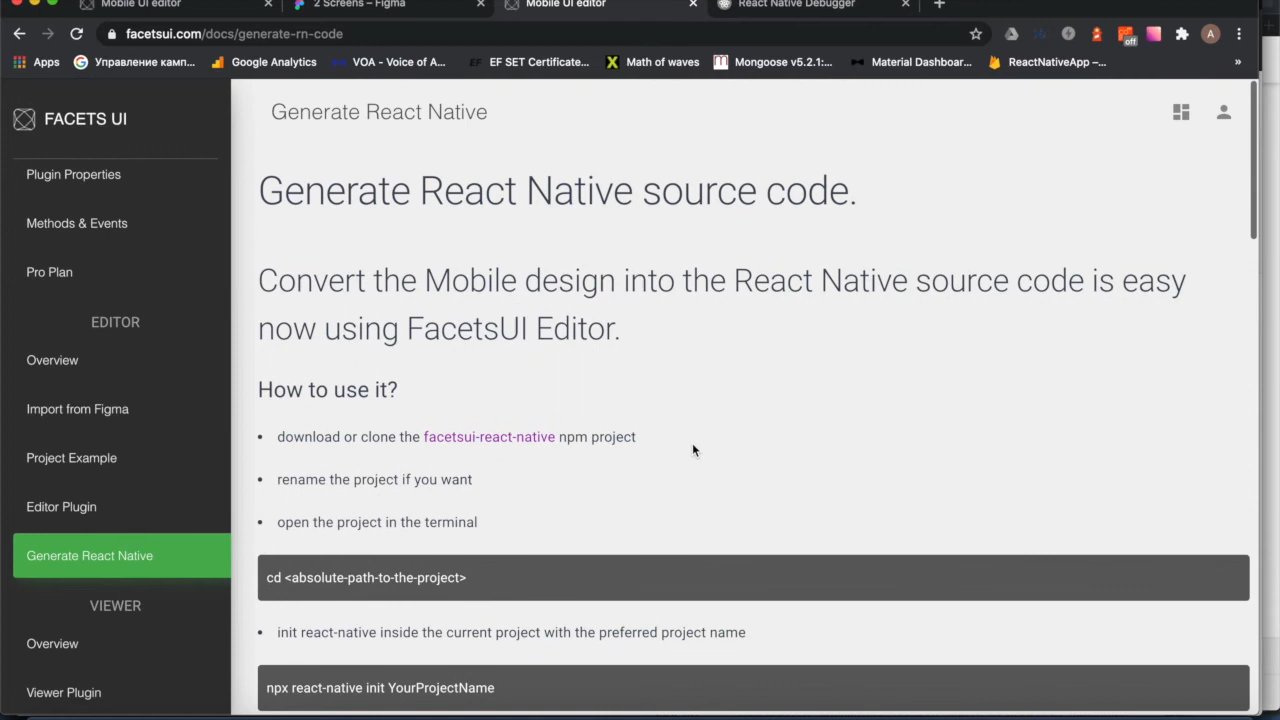 Mobile UI editor
2 Screens – Figma
Mobile UI editor
React Native Debugger
facetsui.com/docs/generate-rn-code
off
A
Apps
Управление камп...
Google Analytics
VOA - Voice of A...
EF SET Certificate...
Math of waves
Mongoose v5.2.1:...
Material Dashboar...
ReactNativeApp –...
»
FACETS UI
Plugin Properties
Methods & Events
Pro Plan
EDITOR
Overview
Import from Figma
Project Example
Editor Plugin
Generate React Native
VIEWER
Overview
Viewer Plugin
Generate React Native
Generate React Native source code.
Convert the Mobile design into the React Native source code is easy
now using FacetsUI Editor.
How to use it?
• download or clone the facetsui-react-native npm project
• rename the project if you want
• open the project in the terminal
cd <absolute-path-to-the-project>
• init react-native inside the current project with the preferred project name
npx react-native init YourProjectName